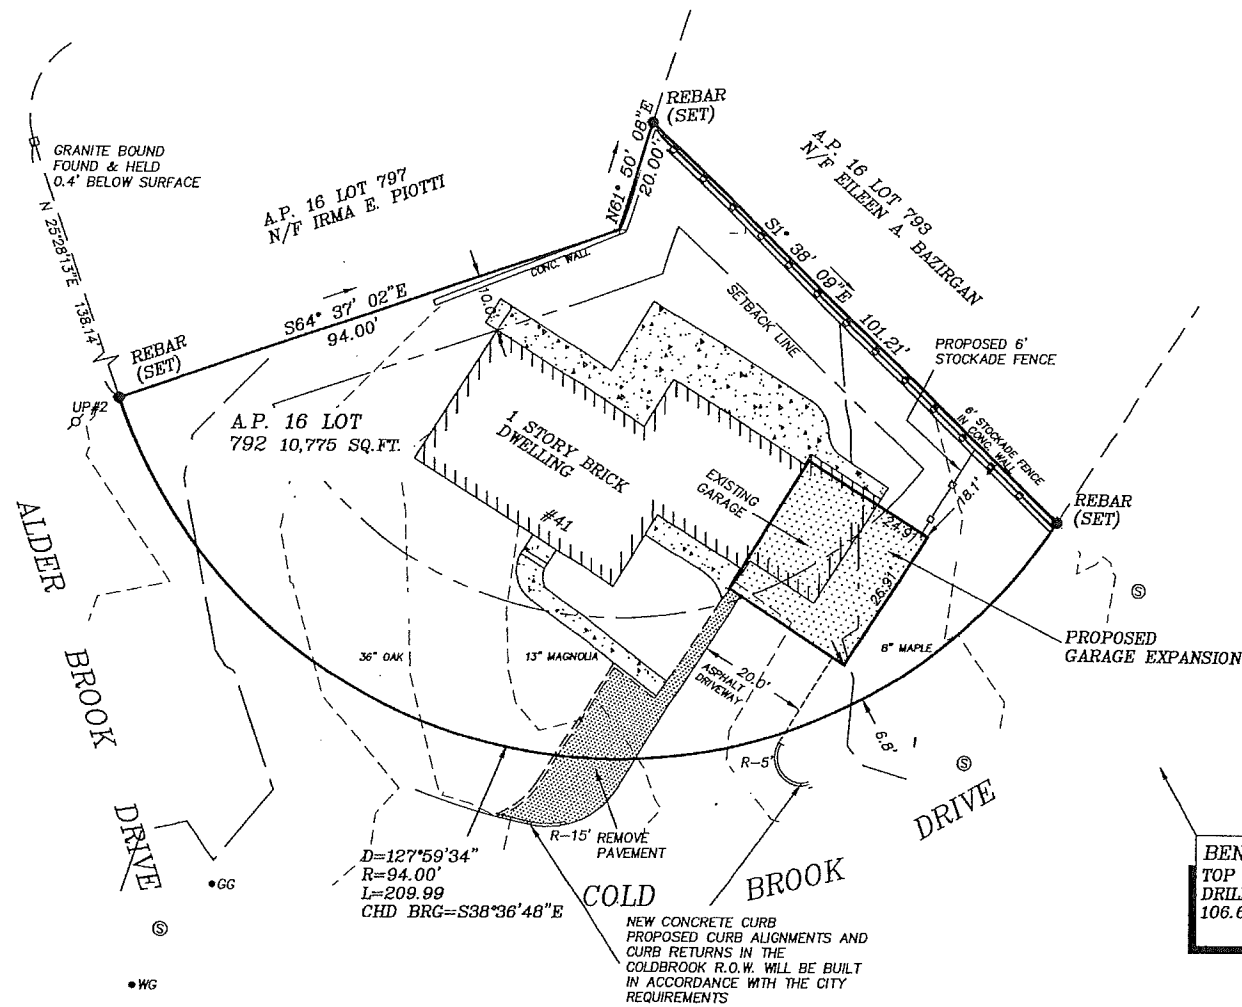 REBAR
(SET)
GRANITE BOUND
FOUND & HELD
0.4' BELOW SURFACE
A.P. 16 LOT 797
N/F IRMA E. PIOTTI
N61° 50' 08"E
20.00'
A.P. 16 LOT 793
N/F EILEEN A. BAZIRGAN
N 25°28'13"E 138.14'
CONC. WALL
S1° 38' 09"E 101.21'
S64° 37' 02"E
94.00'
10.0'
SETBACK LINE
PROPOSED 6'
STOCKADE FENCE
REBAR
(SET)
UP#2
A.P. 16 LOT
792 10,775 SQ.FT.
1 STORY BRICK
DWELLING
#41
6' STOCKADE FENCE
IN CONC. WALL
EXISTING
GARAGE
18.1'
24.9'
26.9'
REBAR
(SET)
S
PROPOSED
GARAGE EXPANSION
36" OAK
13" MAGNOLIA
8" MAPLE
20.0'
ASPHALT
DRIVEWAY
6.8'
R-5'
S
ALDER BROOK DRIVE
R-15'
REMOVE
PAVEMENT
D=127°59'34"
R=94.00'
L=209.99
CHD BRG=S38°36'48"E
COLD BROOK DRIVE
GG
S
WG
NEW CONCRETE CURB
PROPOSED CURB ALIGNMENTS AND
CURB RETURNS IN THE
COLDBROOK R.O.W. WILL BE BUILT
IN ACCORDANCE WITH THE CITY
REQUIREMENTS
BEN
TOP
DRIL
106.6